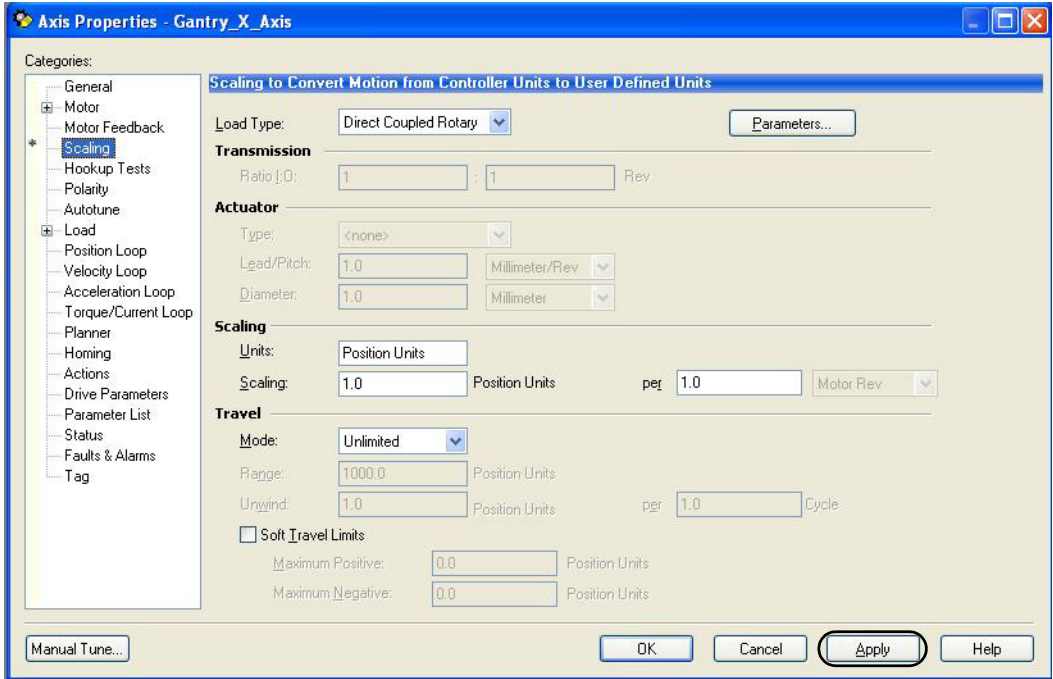 Axis Properties - Gantry_X_Axis
Categories:
General
Motor
Motor Feedback
* Scaling
Hookup Tests
Polarity
Autotune
Load
Position Loop
Velocity Loop
Acceleration Loop
Torque/Current Loop
Planner
Homing
Actions
Drive Parameters
Parameter List
Status
Faults & Alarms
Tag
Scaling to Convert Motion from Controller Units to User Defined Units
Load Type: Direct Coupled Rotary Parameters...
Transmission
Ratio I:O: 1 : 1 Rev
Actuator
Type: <none>
Lead/Pitch: 1.0 Millimeter/Rev
Diameter: 1.0 Millimeter
Scaling
Units: Position Units
Scaling: 1.0 Position Units per 1.0 Motor Rev
Travel
Mode: Unlimited
Range: 1000.0 Position Units
Unwind: 1.0 Position Units per 1.0 Cycle
Soft Travel Limits
Maximum Positive: 0.0 Position Units
Maximum Negative: 0.0 Position Units
Manual Tune... OK Cancel Apply Help